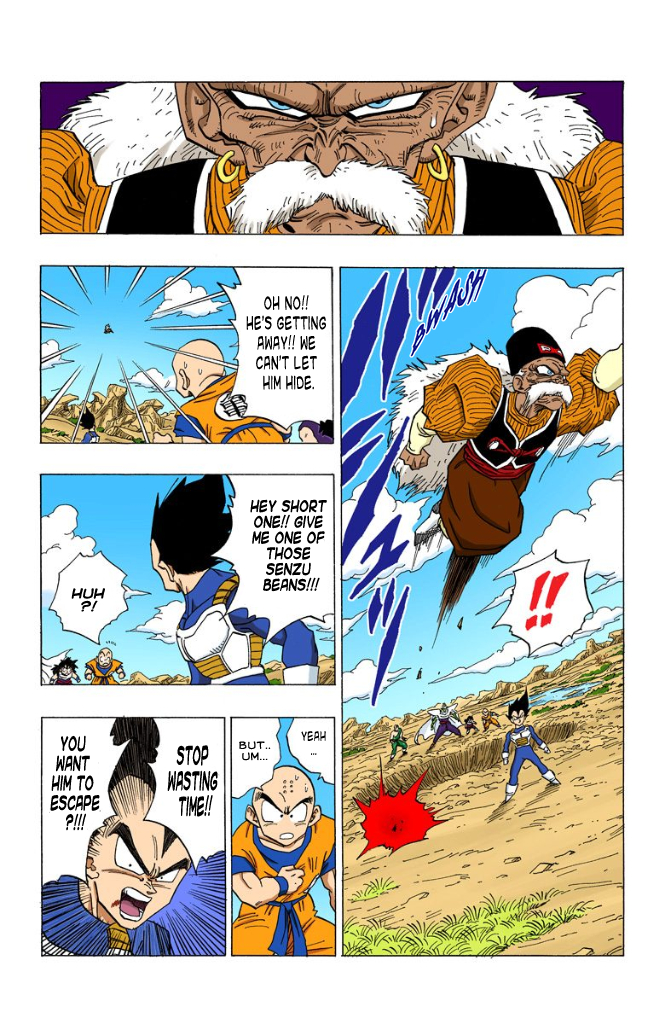 BWASH
!!
OH NO!!
HE'S GETTING
AWAY!! WE
CAN'T LET
HIM HIDE.
HEY SHORT
ONE!! GIVE
ME ONE OF
THOSE
SENZU
BEANS!!!
HUH
?!
YEAH
...
BUT..
UM...
STOP
WASTING
TIME!!
YOU
WANT
HIM TO
ESCAPE
?!!!